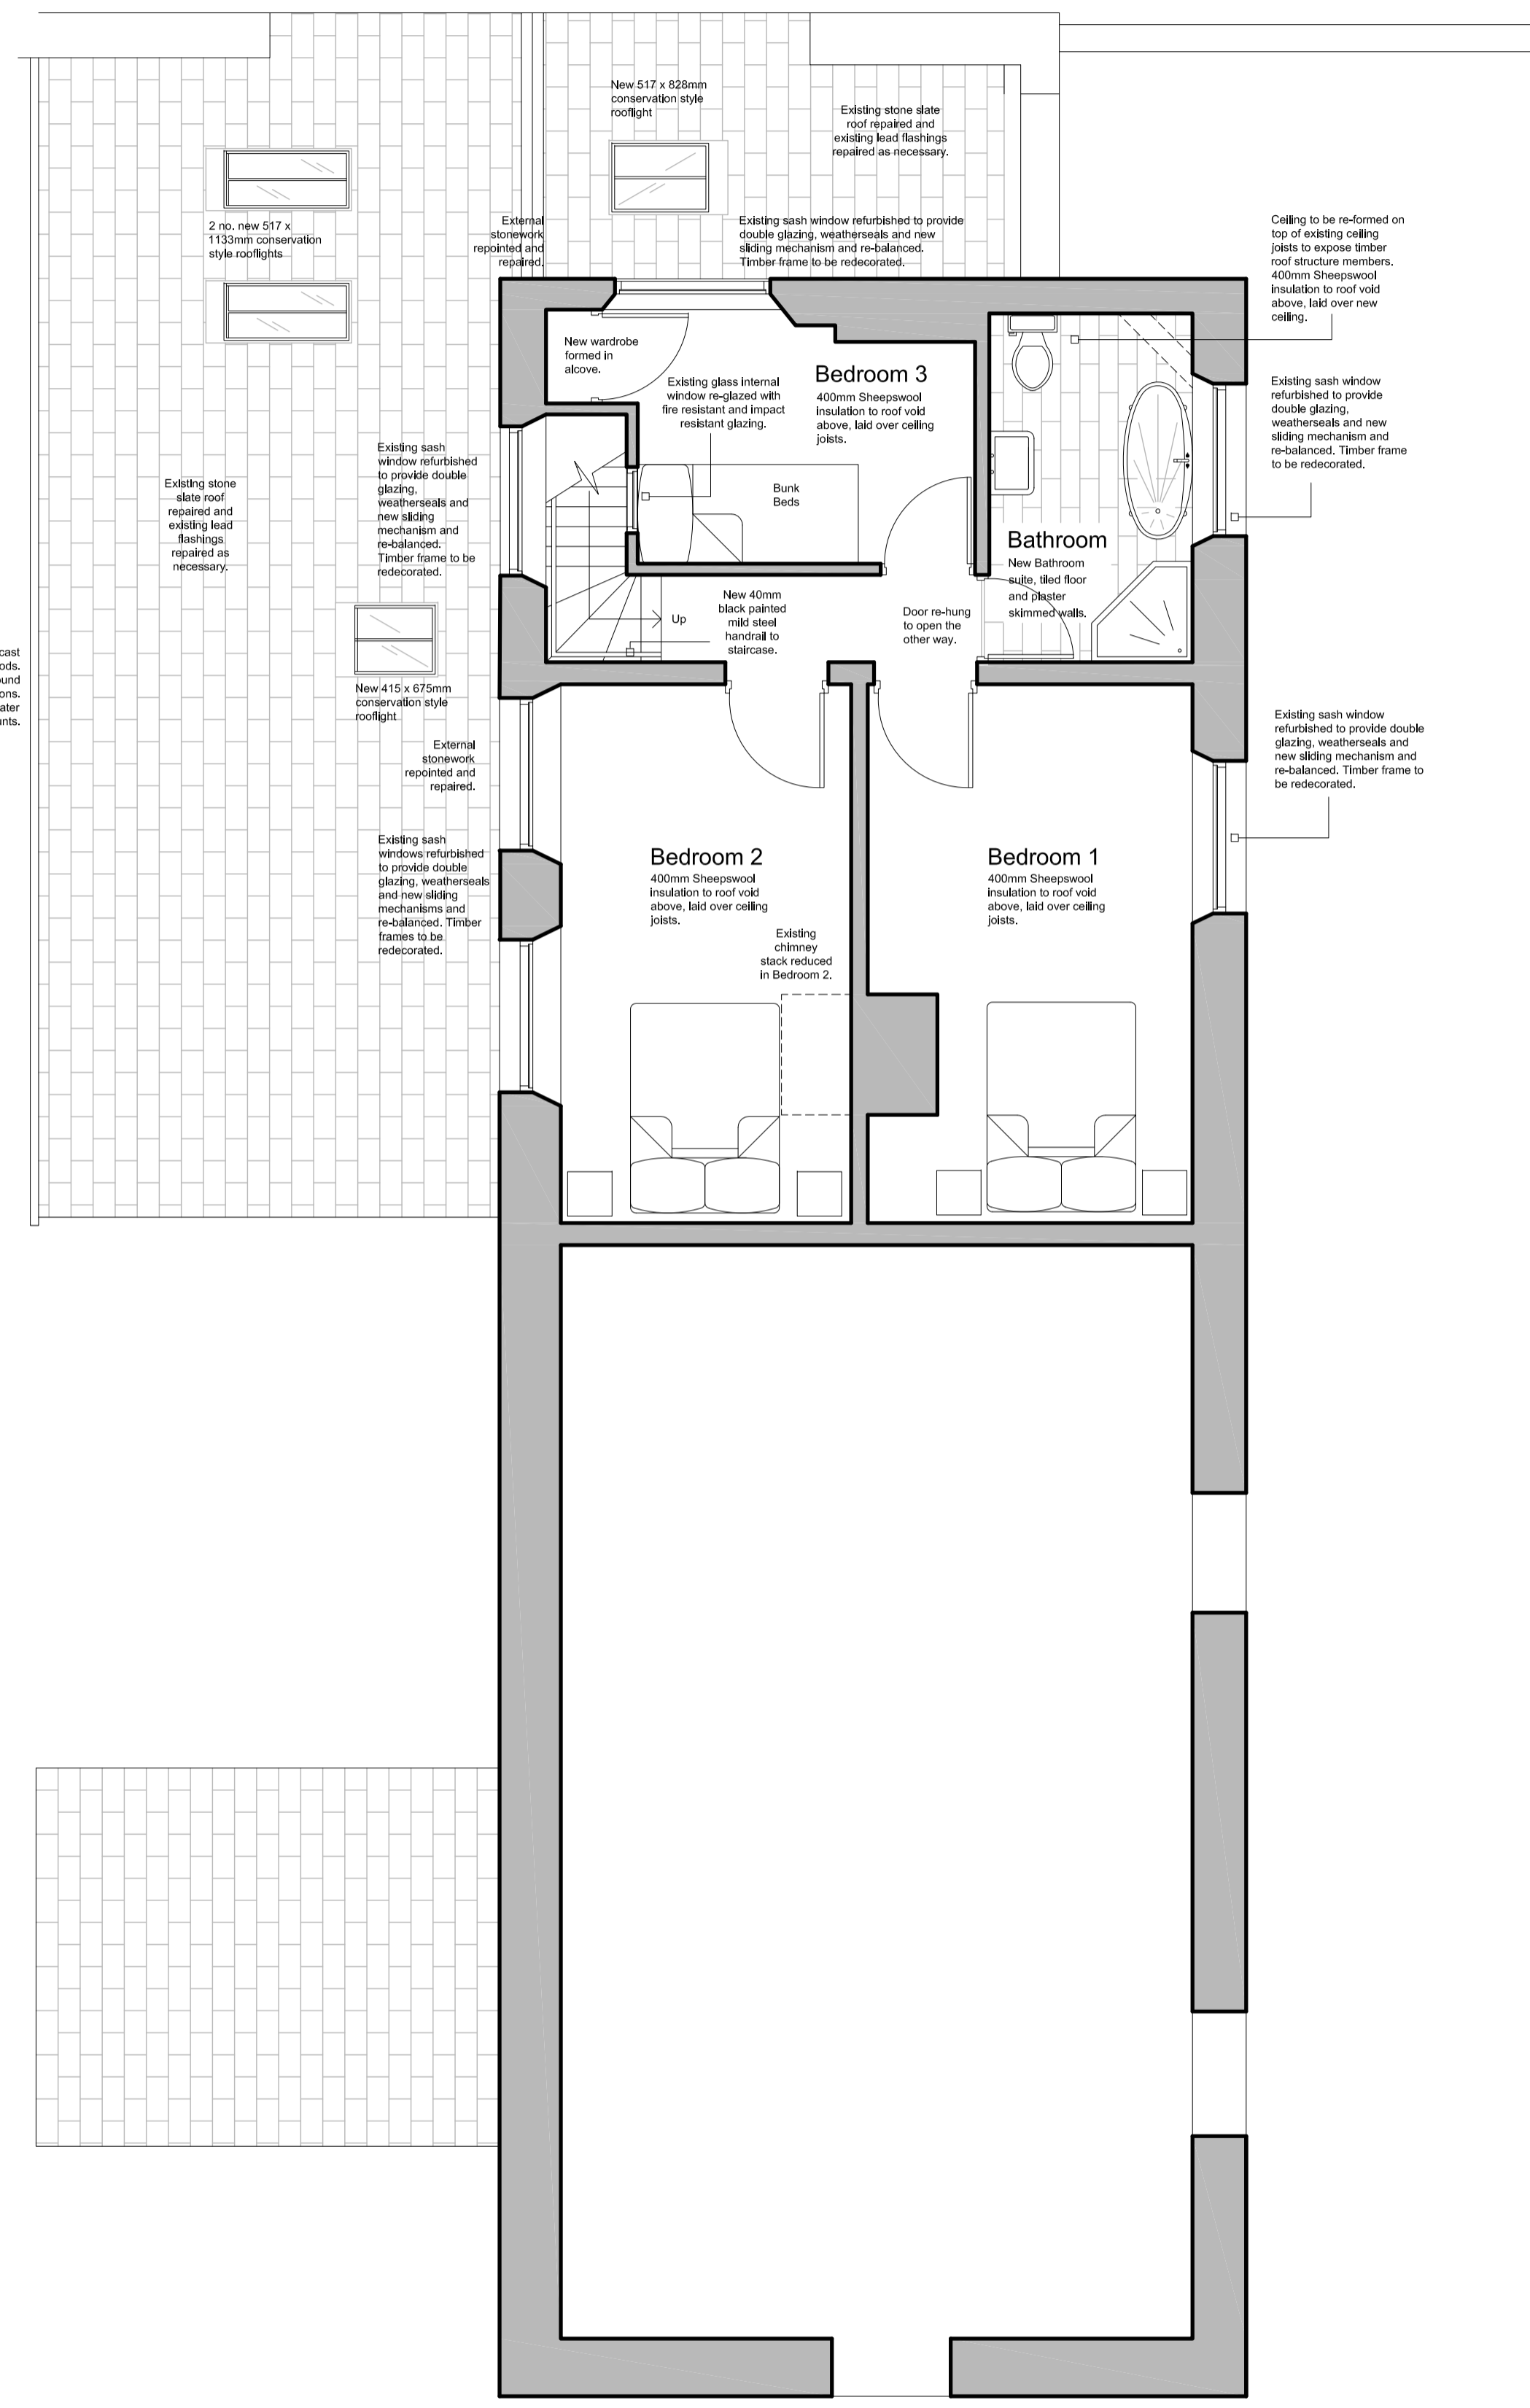 New 517 x 828mm
conservation style
rooflight
Existing stone slate
roof repaired and
existing lead flashings
repaired as necessary.
2 no. new 517 x
1133mm conservation
style rooflights
External
stonework
repointed and
repaired.
Existing sash window refurbished to provide
double glazing, weatherseals and new
sliding mechanism and re-balanced.
Timber frame to be redecorated.
Ceiling to be re-formed on
top of existing ceiling
joists to expose timber
roof structure members.
400mm Sheepswool
insulation to roof void
above, laid over new
ceiling.
New wardrobe
formed in
alcove.
Existing glass internal
window re-glazed with
fire resistant and impact
resistant glazing.
Bedroom 3
400mm Sheepswool
insulation to roof void
above, laid over ceiling
joists.
Existing sash window
refurbished to provide
double glazing,
weatherseals and new
sliding mechanism and
re-balanced. Timber frame
to be redecorated.
Existing sash
window refurbished
to provide double
glazing,
weatherseals and
new sliding
mechanism and
re-balanced.
Timber frame to be
redecorated.
Existing stone
slate roof
repaired and
existing lead
flashings
repaired as
necessary.
Bunk
Beds
Bathroom
New Bathroom
suite, tiled floor
and plaster
skimmed walls.
Up
New 40mm
black painted
mild steel
handrail to
staircase.
Door re-hung
to open the
other way.
cast
ods.
ound
ons.
ater
unts.
New 415 x 675mm
conservation style
rooflight
External
stonework
repointed and
repaired.
Existing sash window
refurbished to provide double
glazing, weatherseals and
new sliding mechanism and
re-balanced. Timber frame to
be redecorated.
Existing sash
windows refurbished
to provide double
glazing, weatherseals
and new sliding
mechanisms and
re-balanced. Timber
frames to be
redecorated.
Bedroom 2
400mm Sheepswool
insulation to roof void
above, laid over ceiling
joists.
Existing
chimney
stack reduced
in Bedroom 2.
Bedroom 1
400mm Sheepswool
insulation to roof void
above, laid over ceiling
joists.